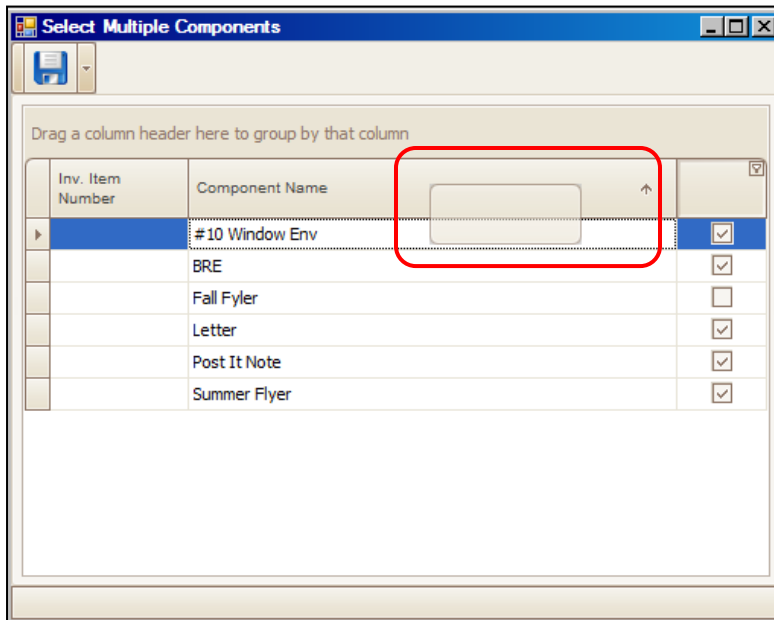 Select Multiple Components
Drag a column header here to group by that column
Inv. Item
Number
Component Name
#10 Window Env
BRE
Fall Fyler
Letter
Post It Note
Summer Flyer